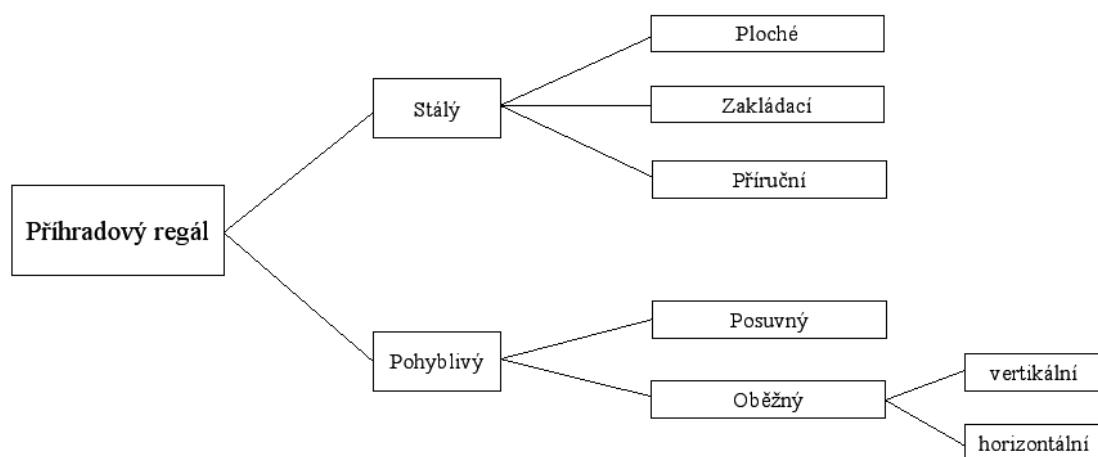 Ploché
Stálý
Zakládací
Příruční
Příhradový regál
Posuvný
Pohyblivý
Oběžný
vertikální
horizontální